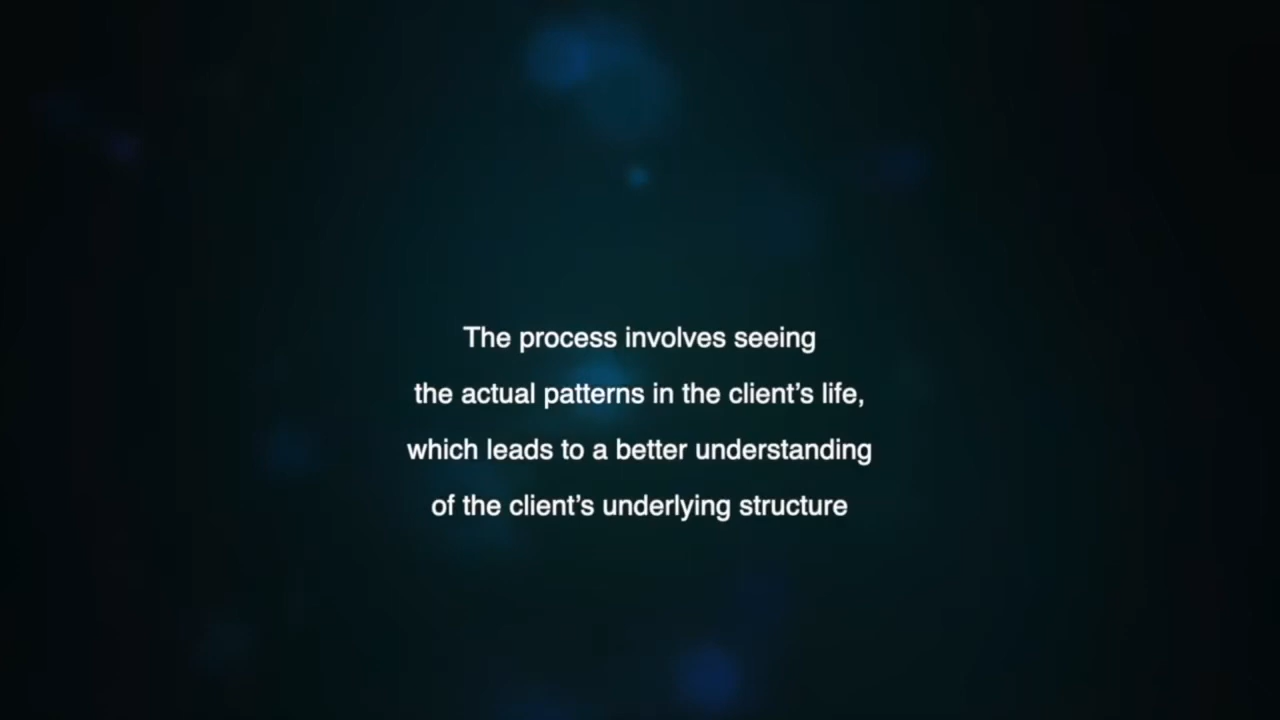 The process involves seeing
the actual patterns in the client’s life,
which leads to a better understanding
of the client’s underlying structure